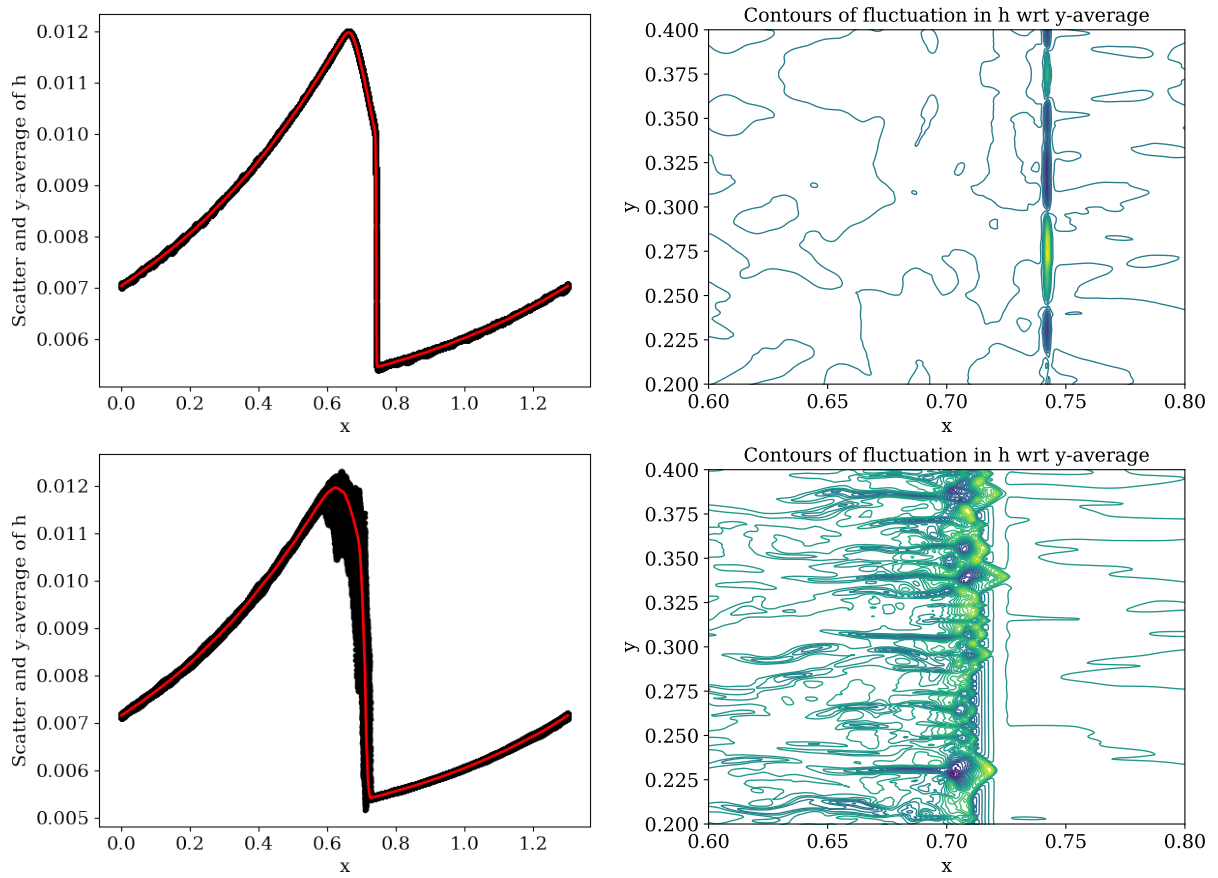 Scatter and y-average of h
0.012
0.011
0.010
0.009
0.008
0.007
0.006
0.0 0.2 0.4 0.6 0.8 1.0 1.2
x
Contours of fluctuation in h wrt y-average
y
0.400
0.375
0.350
0.325
0.300
0.275
0.250
0.225
0.200
0.60 0.65 0.70 0.75 0.80
x
Scatter and y-average of h
0.012
0.011
0.010
0.009
0.008
0.007
0.006
0.005
0.0 0.2 0.4 0.6 0.8 1.0 1.2
x
Contours of fluctuation in h wrt y-average
y
0.400
0.375
0.350
0.325
0.300
0.275
0.250
0.225
0.200
0.60 0.65 0.70 0.75 0.80
x